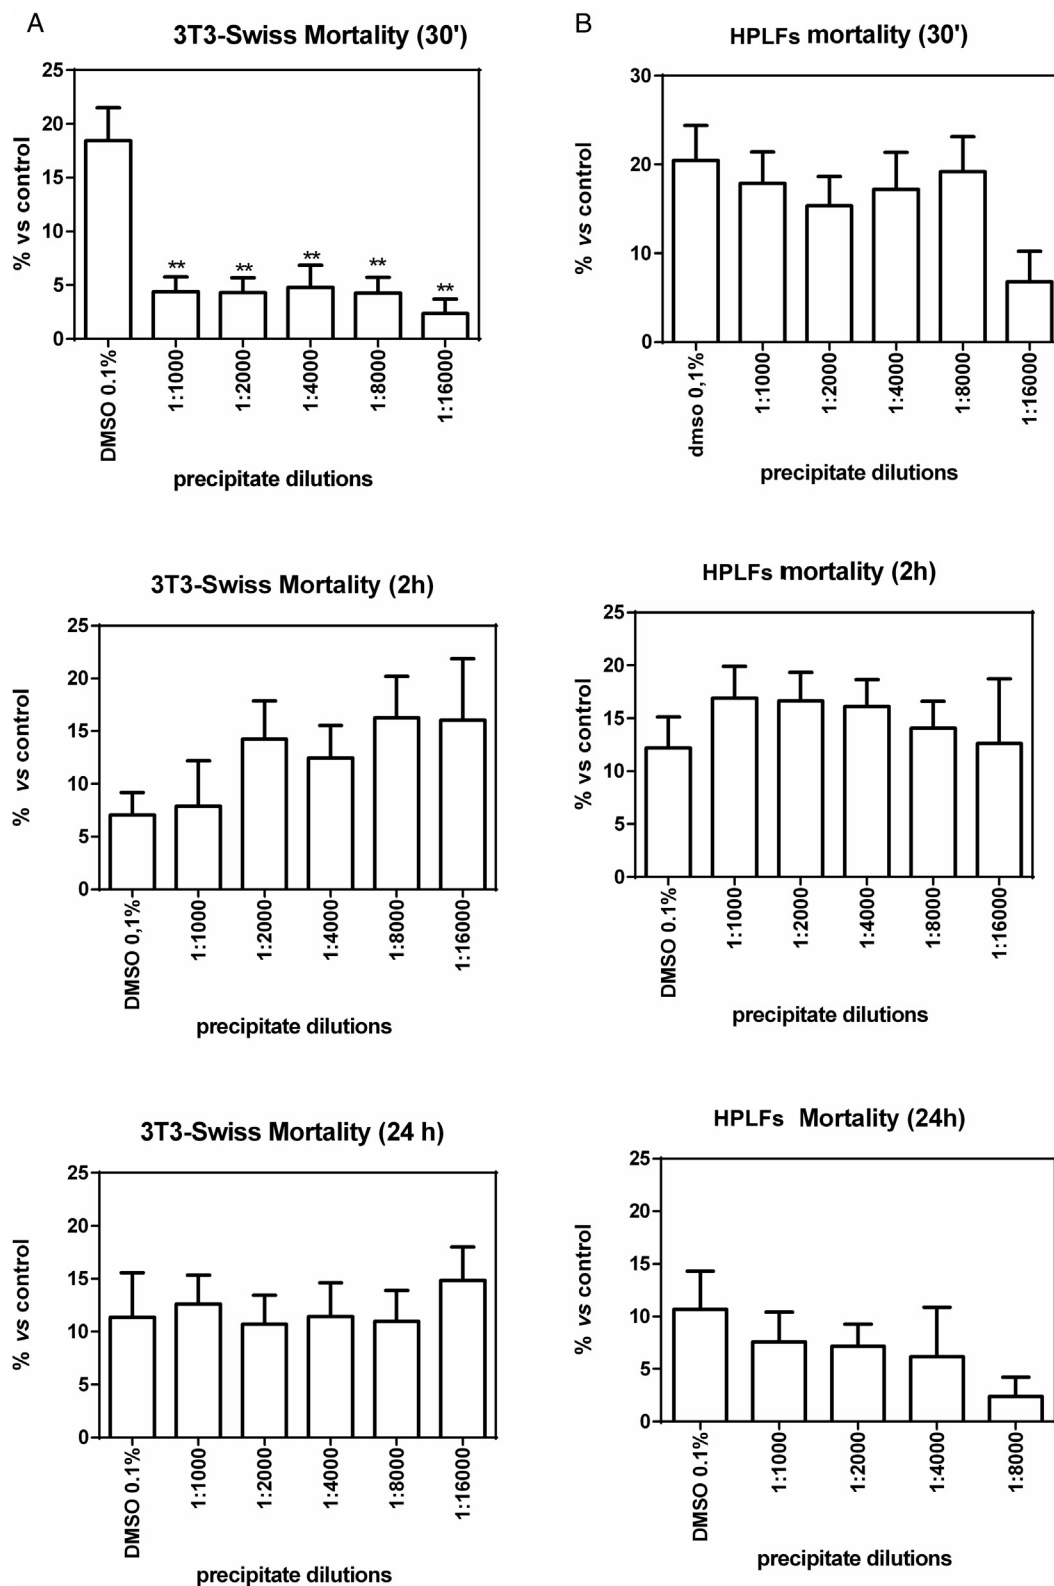 A
3T3-Swiss Mortality (30')
25
20
15
10
5
0
% vs control
**
**
**
**
**
DMSO 0.1%
1:1000
1:2000
1:4000
1:8000
1:16000
precipitate dilutions
B
HPLFs mortality (30')
30
20
10
0
% vs control
dmso 0,1%
1:1000
1:2000
1:4000
1:8000
1:16000
precipitate dilutions
3T3-Swiss Mortality (2h)
25
20
15
10
5
0
% vs control
DMSO 0,1%
1:1000
1:2000
1:4000
1:8000
1:16000
precipitate dilutions
HPLFs mortality (2h)
25
20
15
10
5
0
% vs control
DMSO 0.1%
1:1000
1:2000
1:4000
1:8000
1:16000
precipitate dilutions
3T3-Swiss Mortality (24 h)
25
20
15
10
5
0
% vs control
DMSO 0.1%
1:1000
1:2000
1:4000
1:8000
1:16000
precipitate dilutions
HPLFs Mortality (24h)
25
20
15
10
5
0
% vs control
DMSO 0.1%
1:1000
1:2000
1:4000
1:8000
precipitate dilutions